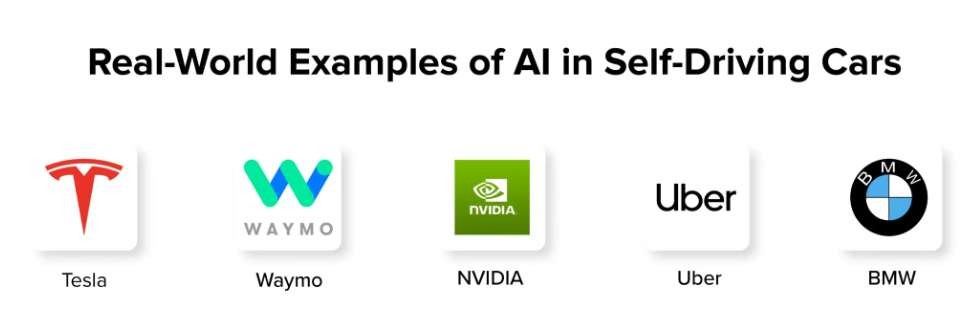 Real-World Examples of AI in Self-Driving Cars
WAYMO
NVIDIA
Uber
BMW
Tesla
Waymo
NVIDIA
Uber
BMW